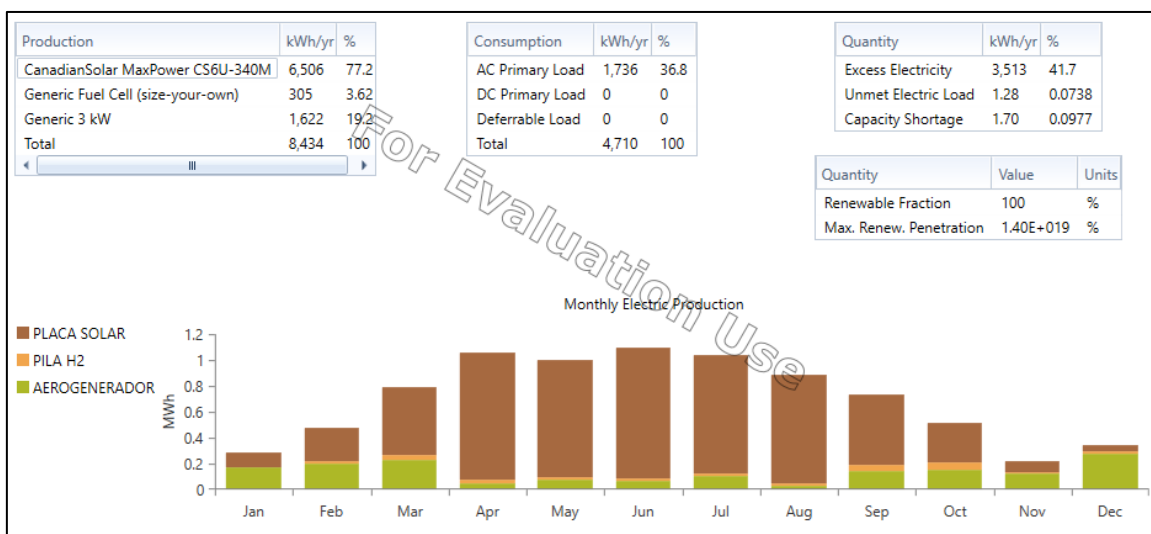 Production kWh/yr %
CanadianSolar MaxPower CS6U-340M 6,506 77.2
Generic Fuel Cell (size-your-own) 305 3.62
Generic 3 kW 1,622 19.2
Total 8,434 100
Consumption kWh/yr %
AC Primary Load 1,736 36.8
DC Primary Load 0 0
Deferrable Load 0 0
Total 4,710 100
Quantity kWh/yr %
Excess Electricity 3,513 41.7
Unmet Electric Load 1.28 0.0738
Capacity Shortage 1.70 0.0977
Quantity Value Units
Renewable Fraction 100 %
Max. Renew. Penetration 1.40E+019 %
For Evaluation Use
Monthly Electric Production
PLACA SOLAR
PILA H2
AEROGENERADOR
MWh
1.2
1
0.8
0.6
0.4
0.2
0
Jan Feb Mar Apr May Jun Jul Aug Sep Oct Nov Dec